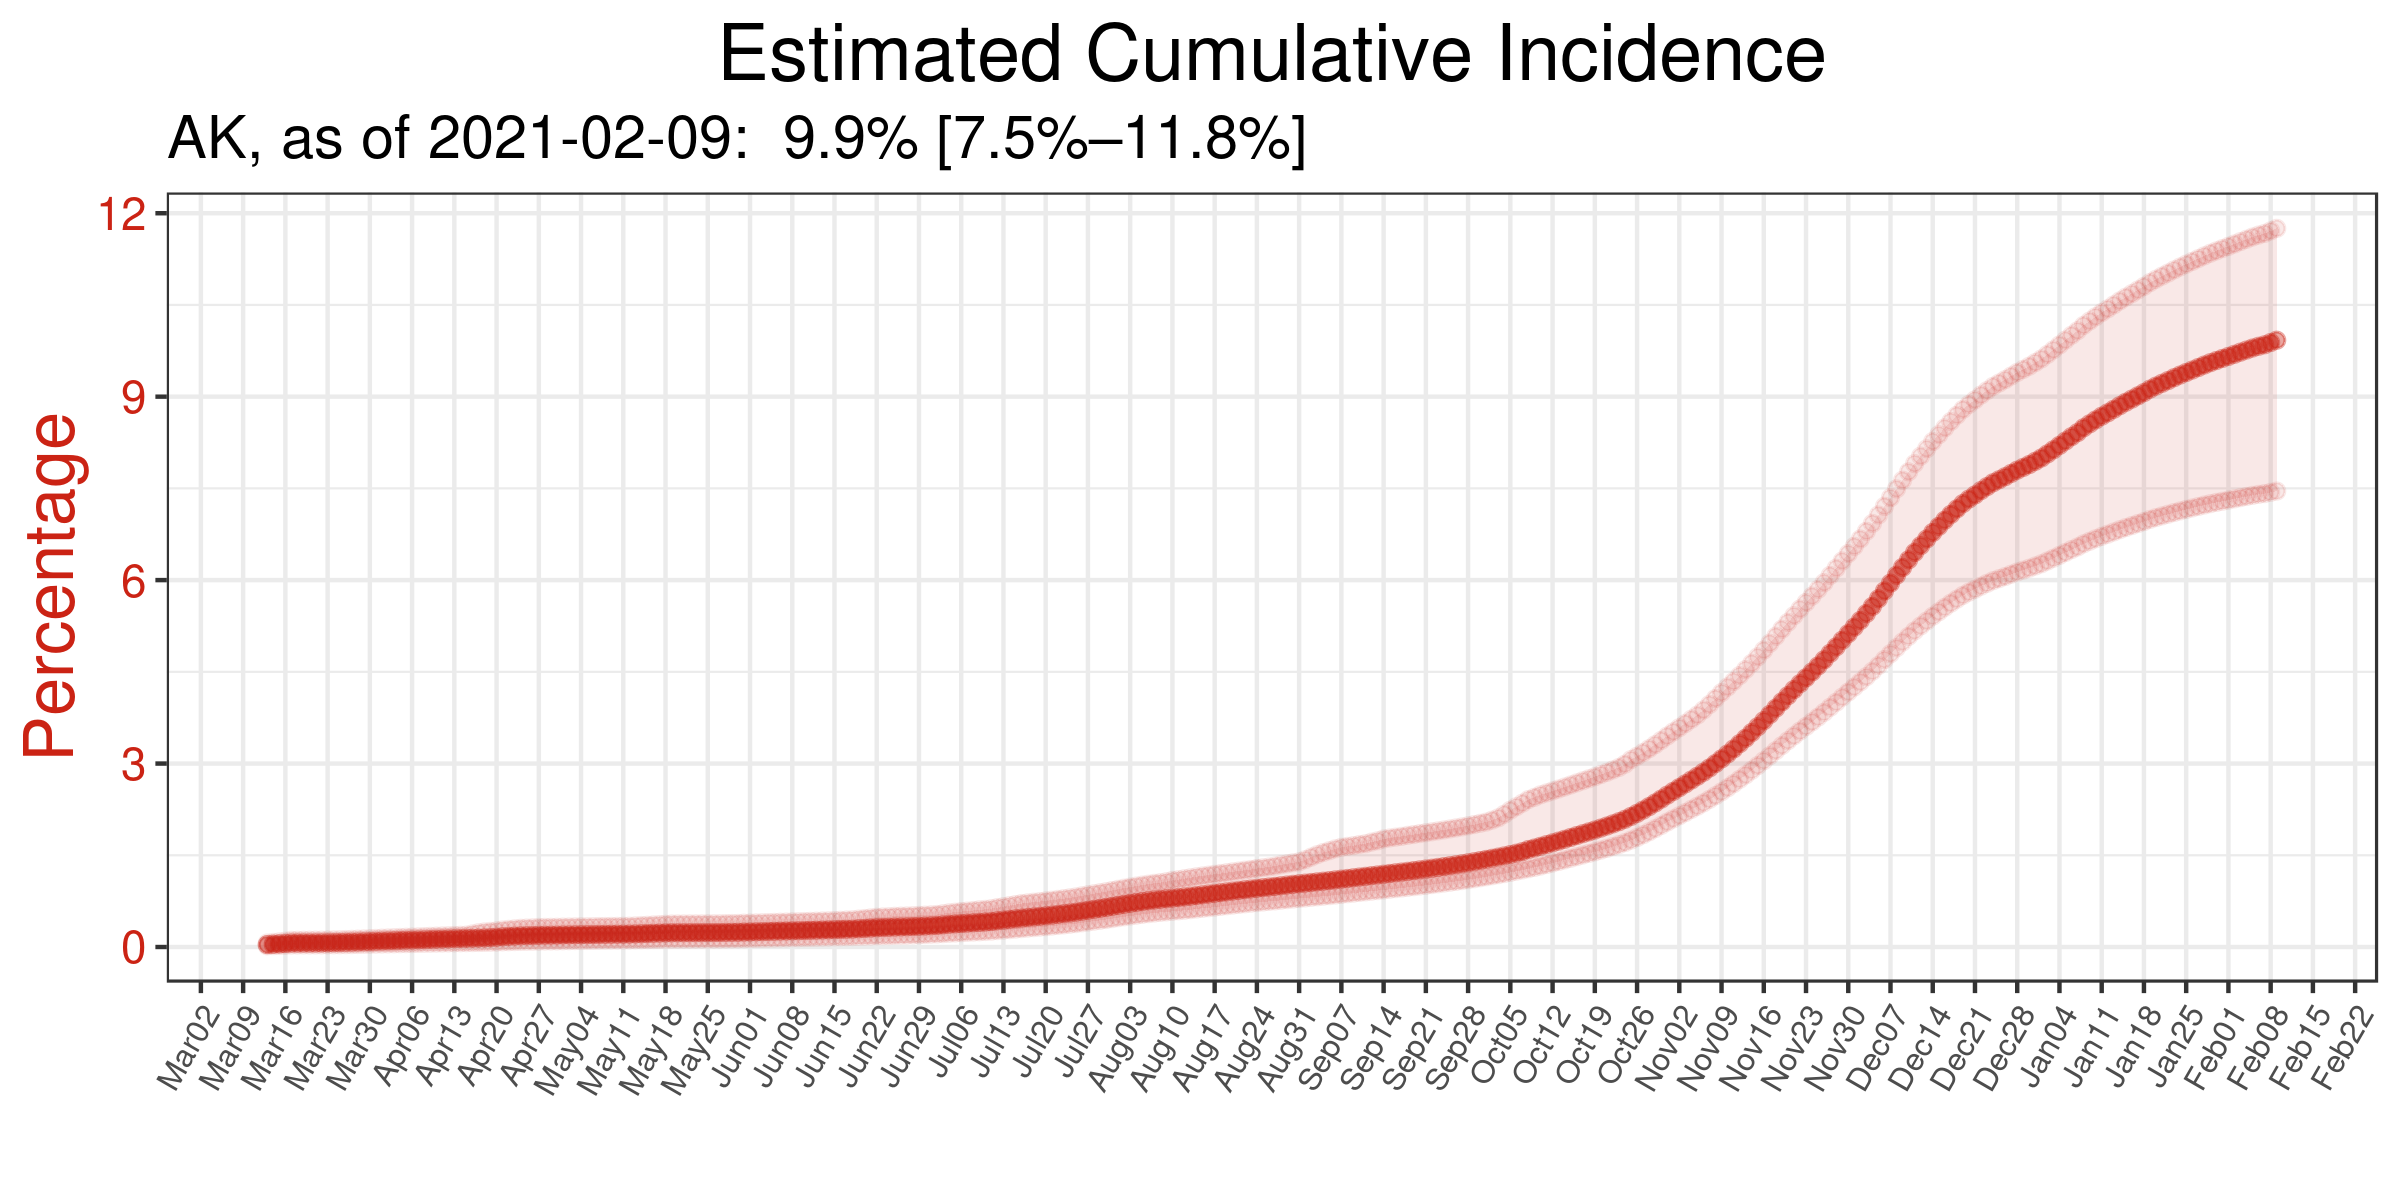 Estimated Cumulative Incidence
AK, as of 2021-02-09:  9.9% [7.5%–11.8%]
Percentage
12
9
6
3
0
Mar02
Mar09
Mar16
Mar23
Mar30
Apr06
Apr13
Apr20
Apr27
May04
May11
May18
May25
Jun01
Jun08
Jun15
Jun22
Jun29
Jul06
Jul13
Jul20
Jul27
Aug03
Aug10
Aug17
Aug24
Aug31
Sep07
Sep14
Sep21
Sep28
Oct05
Oct12
Oct19
Oct26
Nov02
Nov09
Nov16
Nov23
Nov30
Dec07
Dec14
Dec21
Dec28
Jan04
Jan11
Jan18
Jan25
Feb01
Feb08
Feb15
Feb22